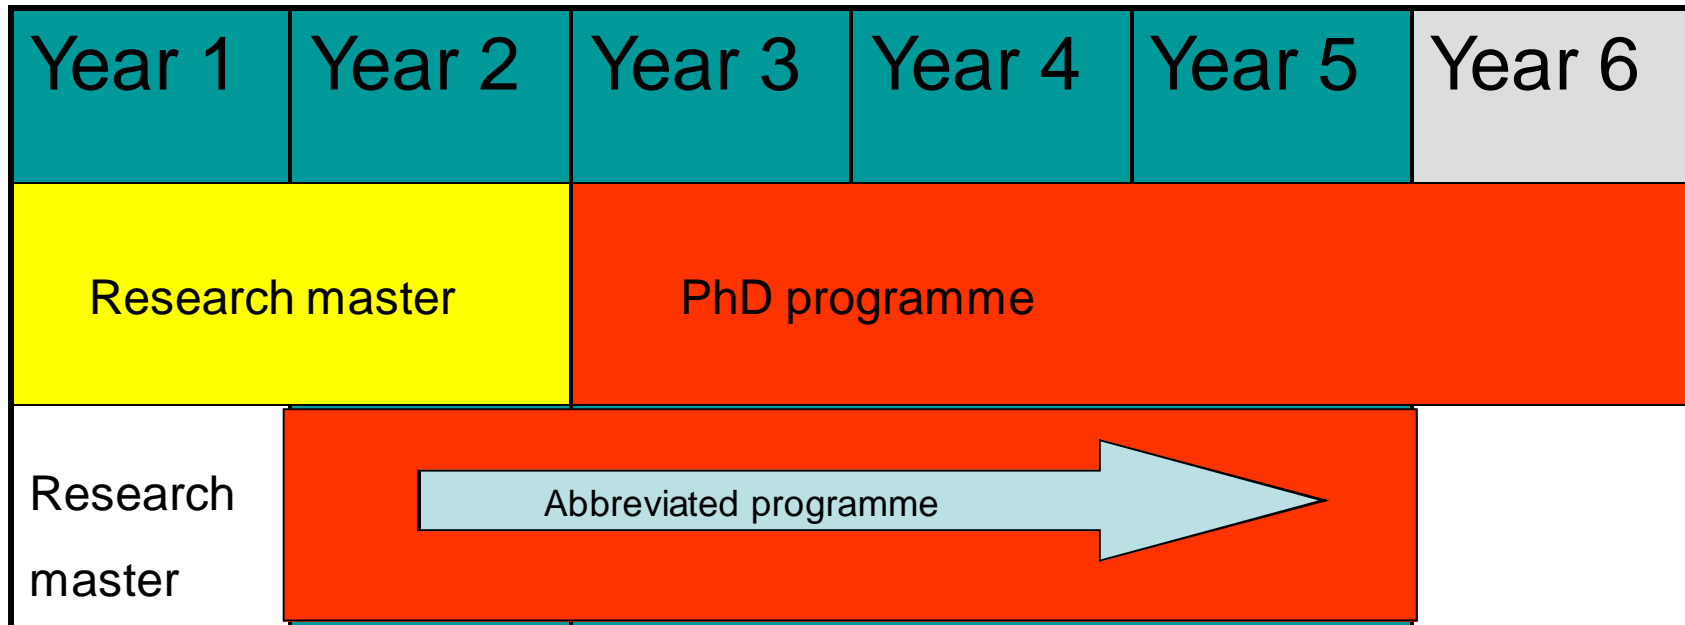 Year 1 Year 2 Year 3 Year 4 Year 5 Year 6
Research master PhD programme
Research
master
Abbreviated programme